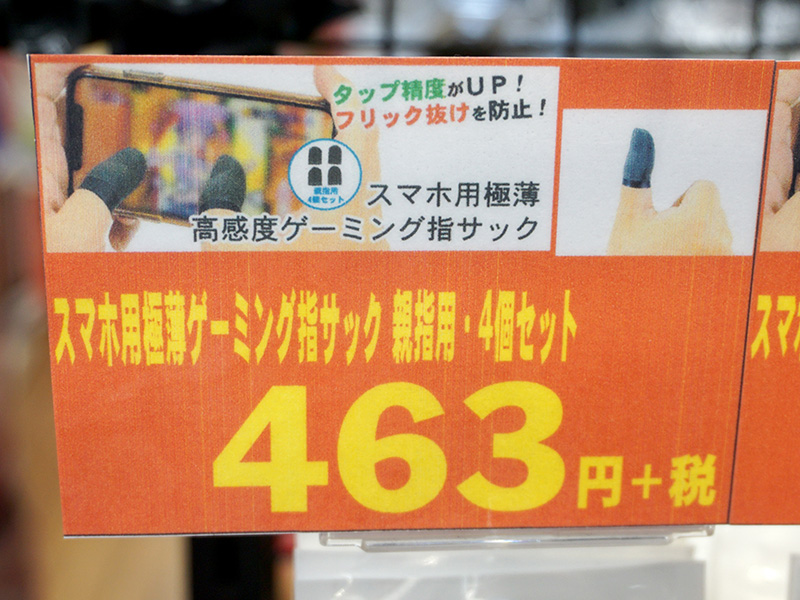 タップ精度がUP!
フリック抜けを防止!
親指用
4個セット
スマホ用極薄
高感度ゲーミング指サック
スマホ用極薄ゲーミング指サック 親指用・4個セット
463円+税
スマ